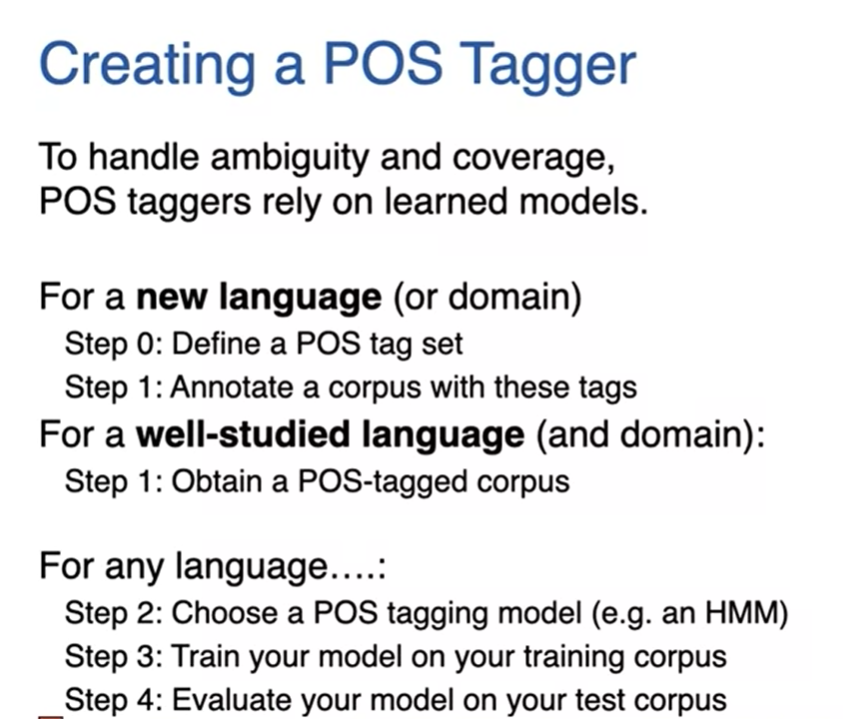 Creating a POS Tagger
To handle ambiguity and coverage,
POS taggers rely on learned models.
For a new language (or domain)
Step 0: Define a POS tag set
Step 1: Annotate a corpus with these tags
For a well-studied language (and domain):
Step 1: Obtain a POS-tagged corpus
For any language….:
Step 2: Choose a POS tagging model (e.g. an HMM)
Step 3: Train your model on your training corpus
Step 4: Evaluate your model on your test corpus